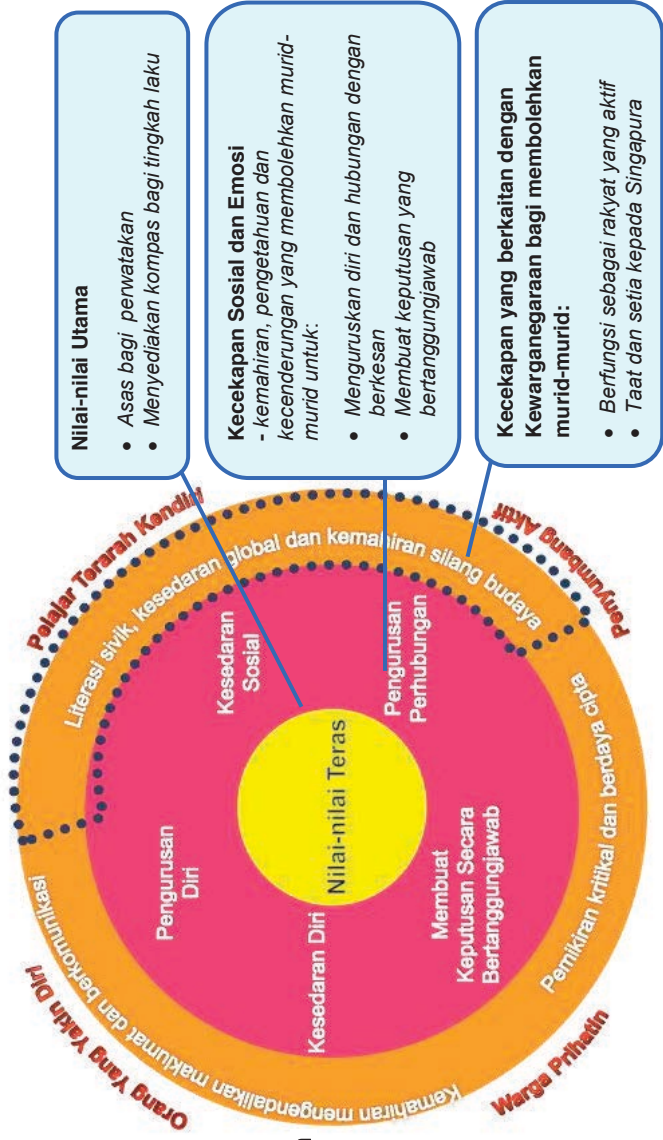 Orang Yang Yakin Diri
Pelajar Terarah Kendiri
Penyumbang Aktif
Warga Prihatin
Kemahiran mengendalikan maklumat dan berkomunikasi
Literasi sivik, kesedaran global dan kemahiran silang budaya
Pemikiran kritikal dan berdaya cipta
Pengurusan
Diri
Kesedaran
Sosial
Kesedaran Diri
Pengurusan
Perhubungan
Membuat
Keputusan Secara
Bertanggungjawab
Nilai-nilai Teras
Nilai-nilai Utama
• Asas bagi perwatakan
• Menyediakan kompas bagi tingkah laku
Kecekapan Sosial dan Emosi
- kemahiran, pengetahuan dan
kecenderungan yang membolehkan murid-
murid untuk:
• Menguruskan diri dan hubungan dengan
berkesan
• Membuat keputusan yang
bertanggungjawab
Kecekapan yang berkaitan dengan
Kewarganegaraan bagi membolehkan
murid-murid:
• Berfungsi sebagai rakyat yang aktif
• Taat dan setia kepada Singapura